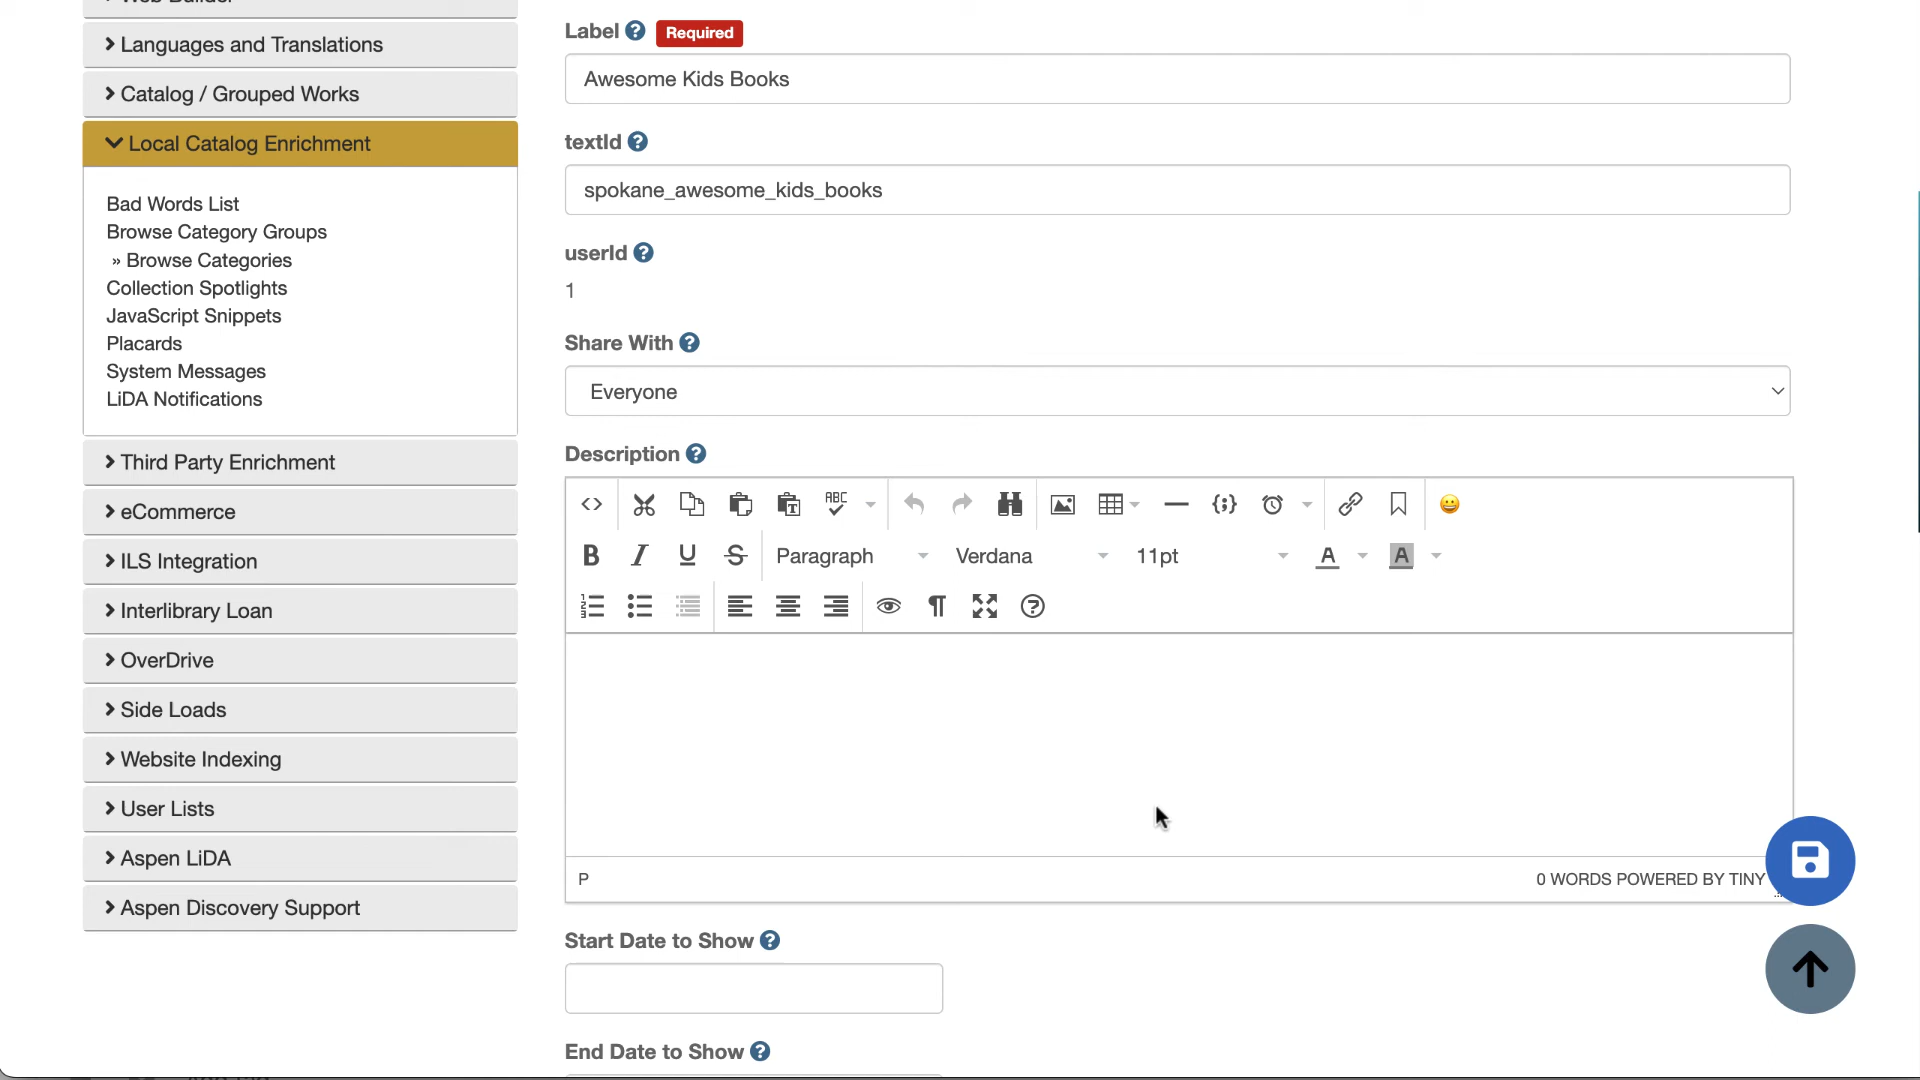 Languages and Translations
Catalog / Grouped Works
Local Catalog Enrichment
Bad Words List
Browse Category Groups
» Browse Categories
Collection Spotlights
JavaScript Snippets
Placards
System Messages
LiDA Notifications
Third Party Enrichment
eCommerce
ILS Integration
Interlibrary Loan
OverDrive
Side Loads
Website Indexing
User Lists
Aspen LiDA
Aspen Discovery Support
Label Required
Awesome Kids Books
textId
spokane_awesome_kids_books
userId
1
Share With
Everyone
Description
Paragraph Verdana 11pt
P 0 WORDS POWERED BY TINY
Start Date to Show
End Date to Show